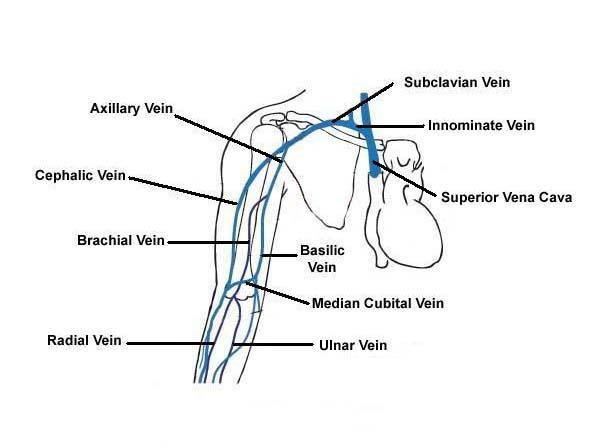 Subclavian Vein
Axillary Vein
Innominate Vein
Cephalic Vein
Superior Vena Cava
Brachial Vein
Basilic
Vein
Median Cubital Vein
Radial Vein
Ulnar Vein